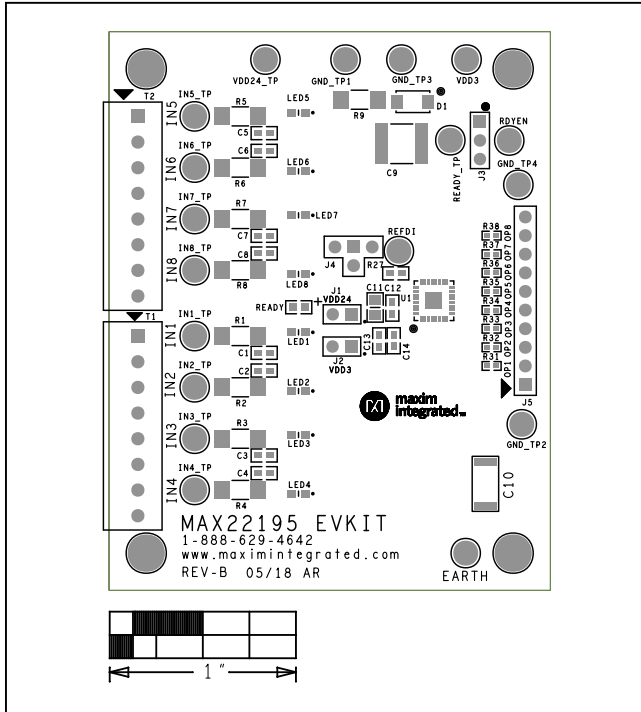 VDD24_TP
GND_TP1
GND_TP3
VDD3
T2
IN5
IN5_TP
R5
LED5
C5
R9
D1
C9
READY_TP
J3
RDYEN
GND_TP4
IN6
IN6_TP
C6
R6
LED6
IN7
IN7_TP
R7
LED7
C7
IN8
IN8_TP
C8
R8
LED8
REFDI
J4
R27
READY
+
J1
VDD24
C11
C12
U1
J2
VDD3
C13
C14
R38
OP8
R37
OP7
R36
OP6
R35
OP5
R34
OP4
R33
OP3
R32
OP2
R31
OP1
J5
GND_TP2
T1
IN1
IN1_TP
R1
LED1
C1
IN2
IN2_TP
C2
R2
LED2
IN3
IN3_TP
R3
LED3
C3
IN4
IN4_TP
C4
R4
LED4
maxim
integrated™
C10
MAX22195 EVKIT
1-888-629-4642
www.maximintegrated.com
REV-B 05/18 AR
EARTH
1"